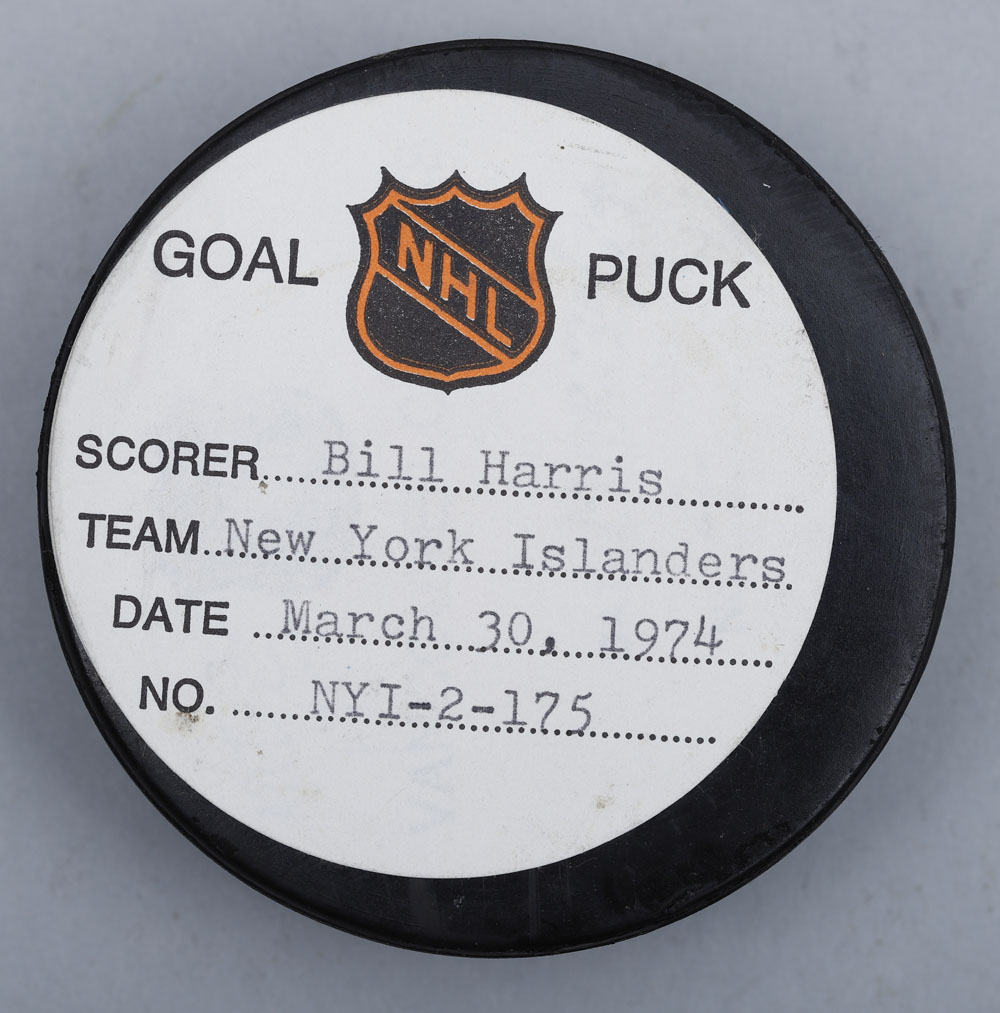 GOAL NHL PUCK
SCORER....Bill Harris..........
TEAM..New York Islanders
DATE ..March 30, 1974.....
NO. .....NYI-2-175..........